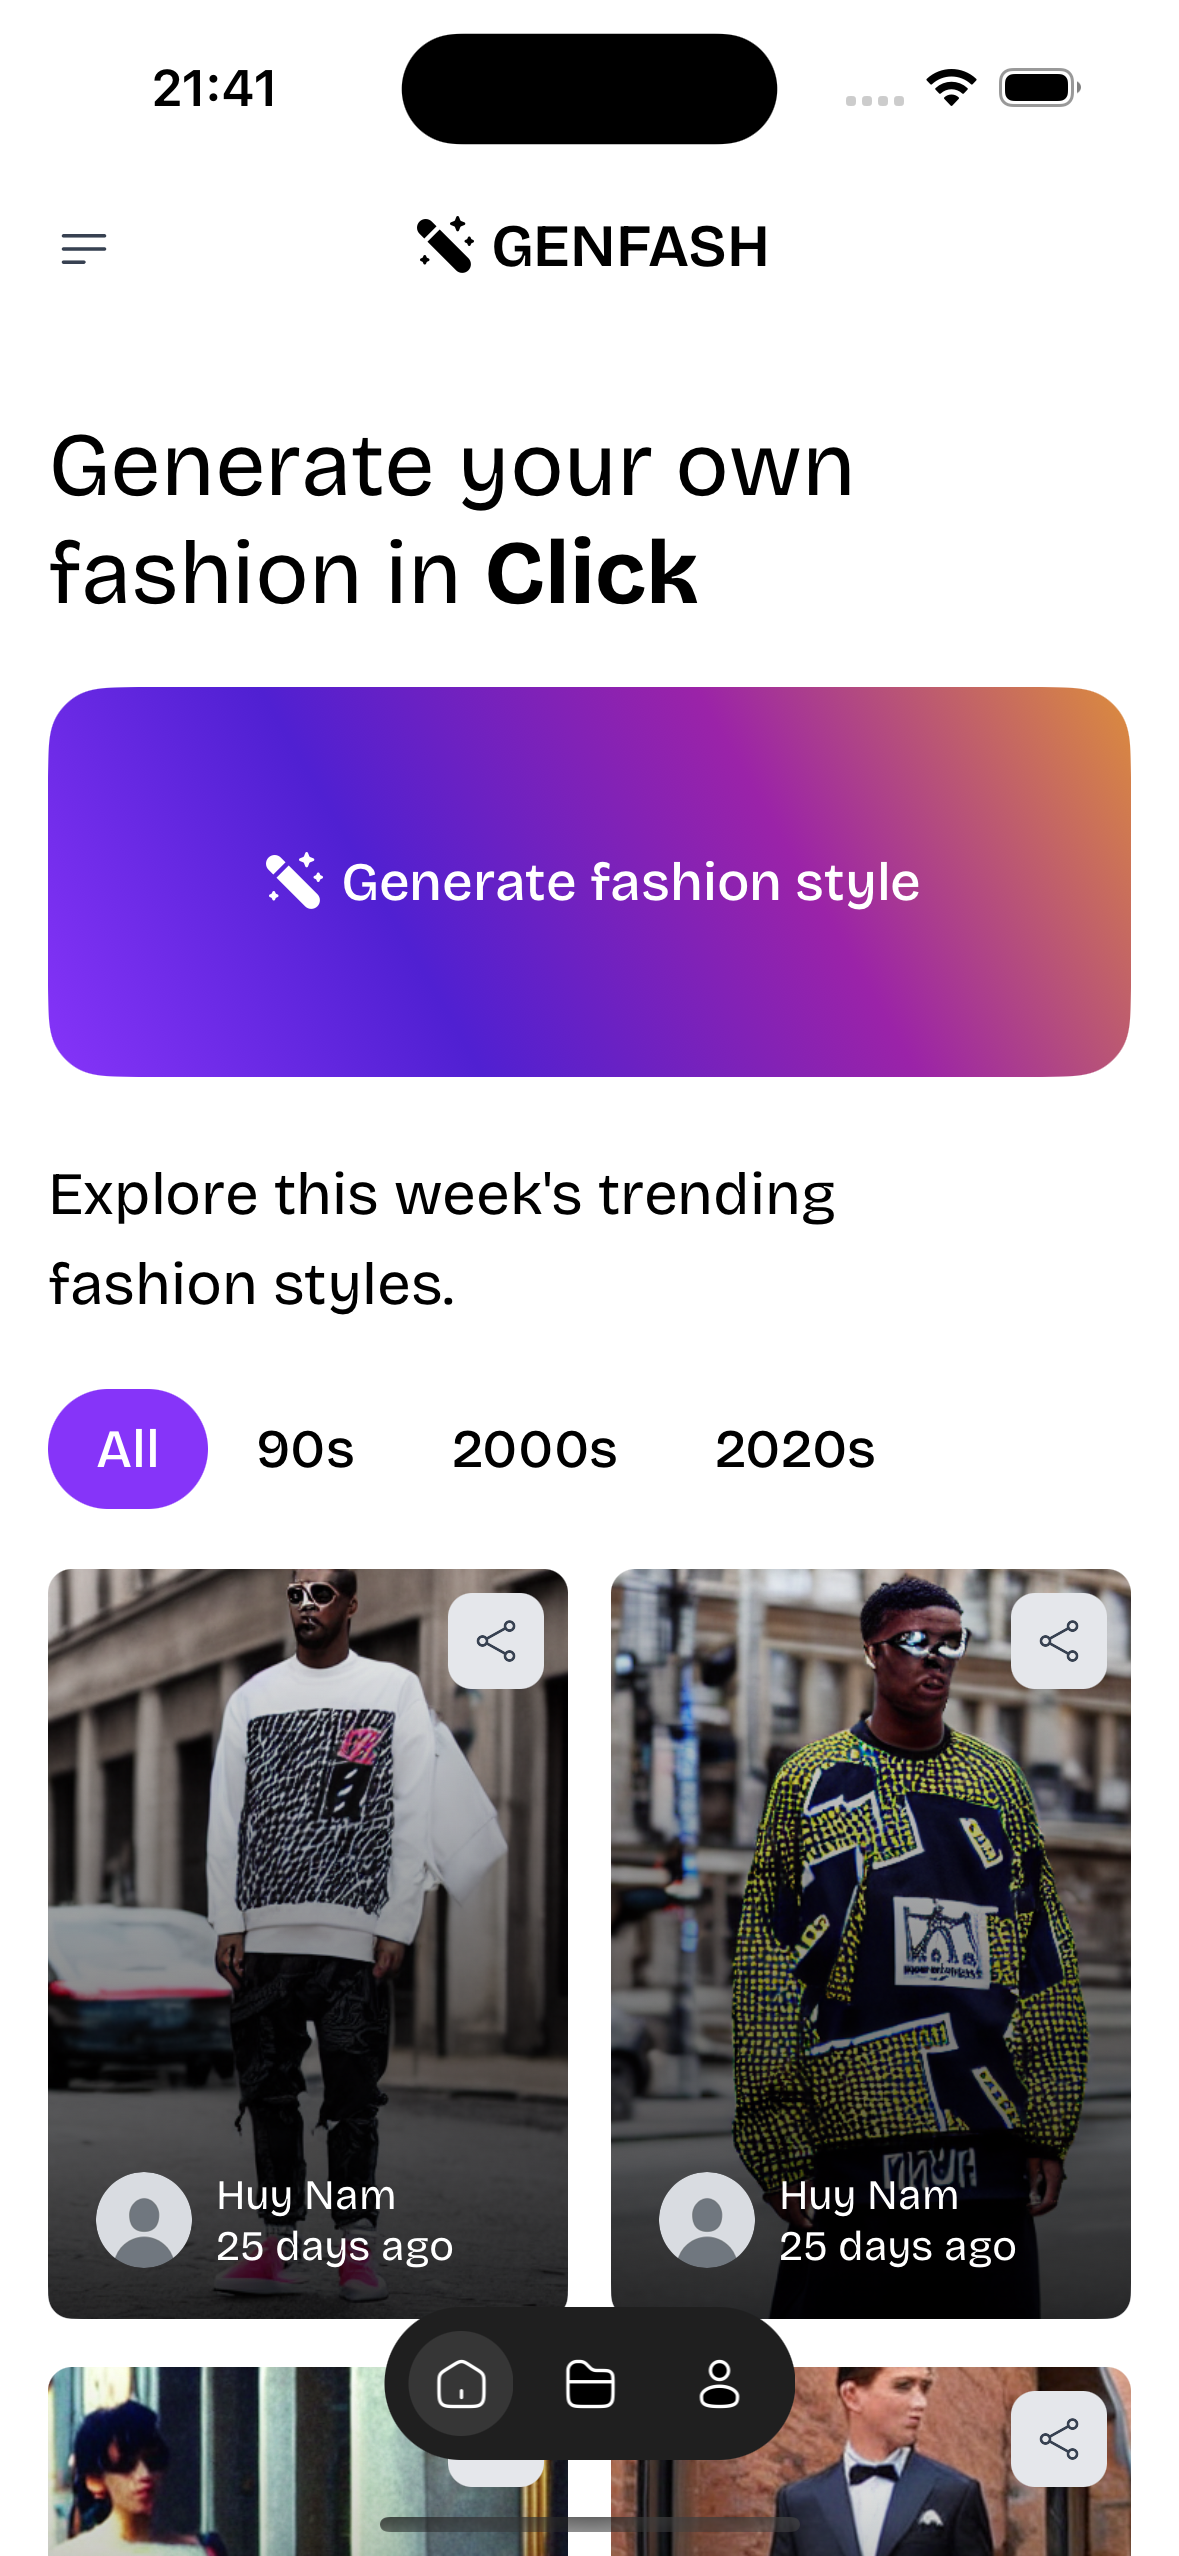 21:41
GENFASH
Generate your own
fashion in Click
Generate fashion style
Explore this week's trending
fashion styles.
All 90s 2000s 2020s
Huy Nam
25 days ago
Huy Nam
25 days ago